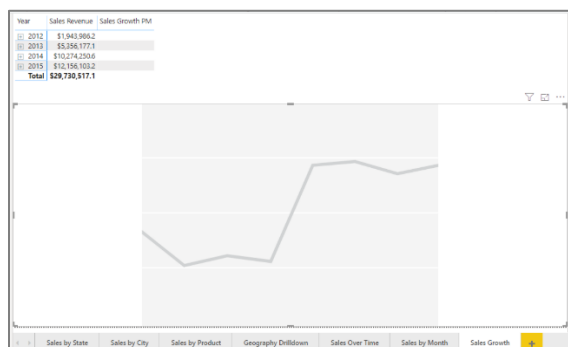 Year Sales Revenue Sales Growth PM
2012 $1,943,986.2
2013 $5,356,177.1
2014 $10,274,250.6
2015 $12,156,103.2
Total $29,730,517.1
Sales by State Sales by City Sales by Product Geography Drilldown Sales Over Time Sales by Month Sales Growth +